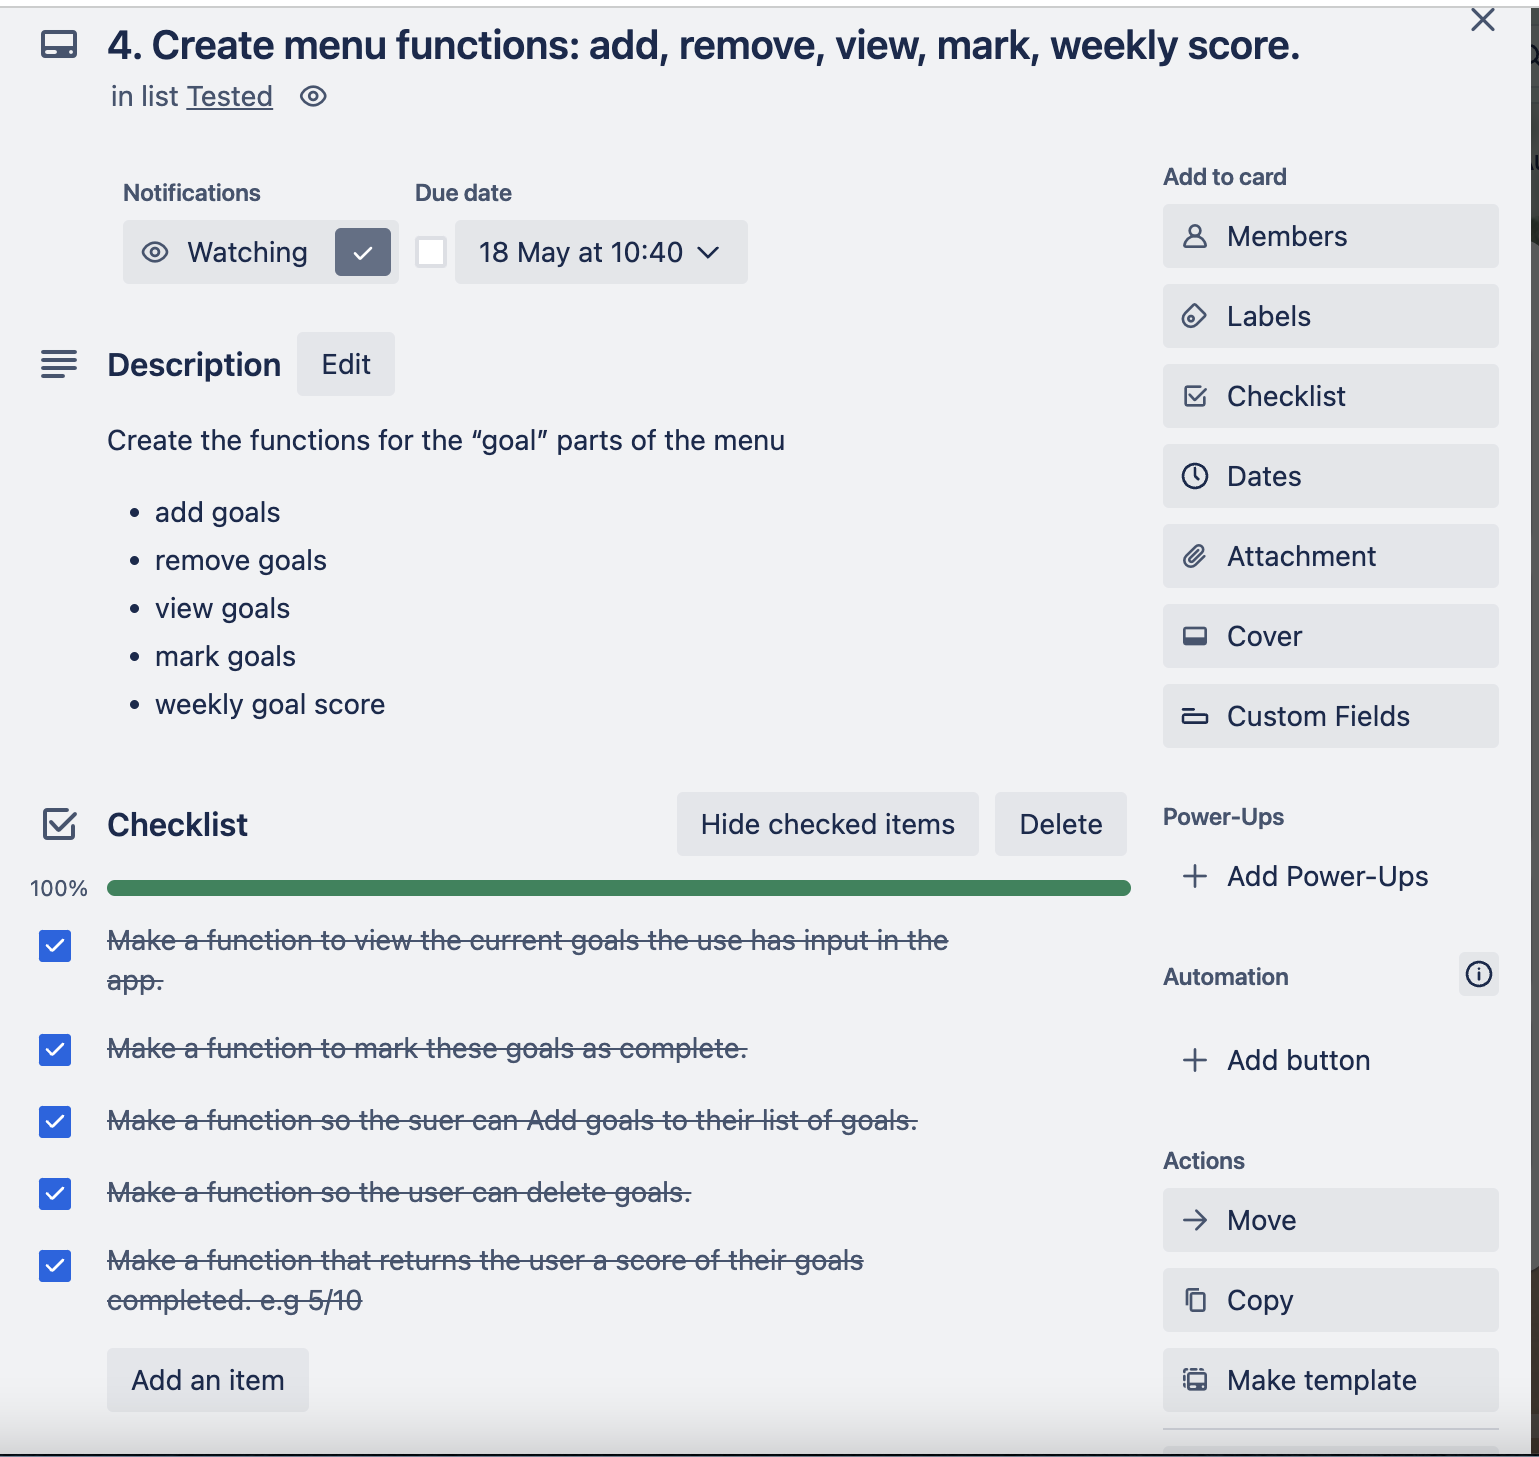 4. Create menu functions: add, remove, view, mark, weekly score.
in list Tested
Notifications
Due date
Watching
18 May at 10:40
Description
Edit
Create the functions for the “goal” parts of the menu
• add goals
• remove goals
• view goals
• mark goals
• weekly goal score
Checklist
Hide checked items
Delete
100%
Make a function to view the current goals the use has input in the
app.
Make a function to mark these goals as complete.
Make a function so the suer can Add goals to their list of goals.
Make a function so the user can delete goals.
Make a function that returns the user a score of their goals
completed. e.g 5/10
Add an item
Add to card
Members
Labels
Checklist
Dates
Attachment
Cover
Custom Fields
Power-Ups
Add Power-Ups
Automation
Add button
Actions
Move
Copy
Make template